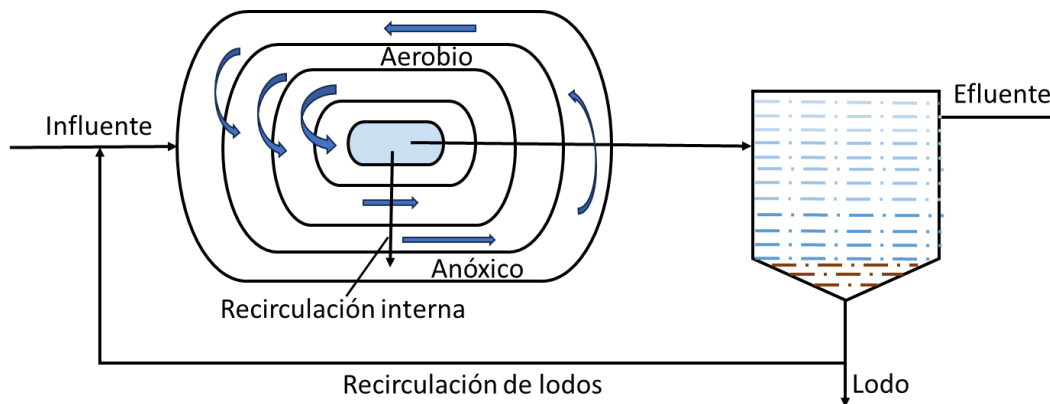 Aerobio
Efluente
Influente
Anóxico
Recirculación interna
Recirculación de lodos
Lodo